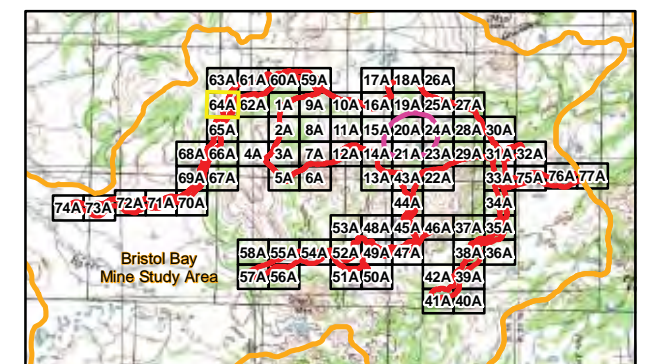 63A 61A 60A 59A 17A 18A 26A
64A 62A 1A 9A 10A 16A 19A 25A 27A
65A 2A 8A 11A 15A 20A 24A 28A 30A
68A 66A 4A 3A 7A 12A 14A 21A 23A 29A 31A 32A
69A 67A 5A 6A 13A 43A 22A 33A 75A 76A 77A
74A 73A 72A 71A 70A 44A 34A
53A 48A 45A 46A 37A 35A
58A 55A 54A 52A 49A 47A 38A 36A
57A 56A 51A 50A 42A 39A
41A 40A
Bristol Bay
Mine Study Area